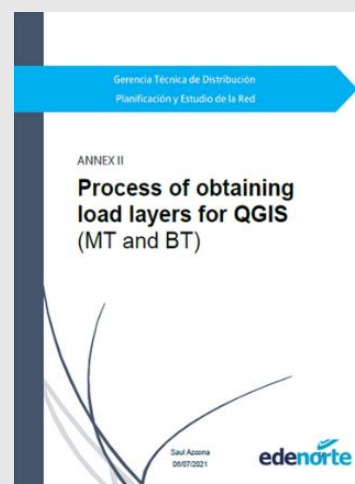 Gerencia Técnica de Distribución
Planificación y Estudio de la Red
ANNEX II
Process of obtaining
load layers for QGIS
(MT and BT)
Saul Azcona
06/07/2021
edenorte